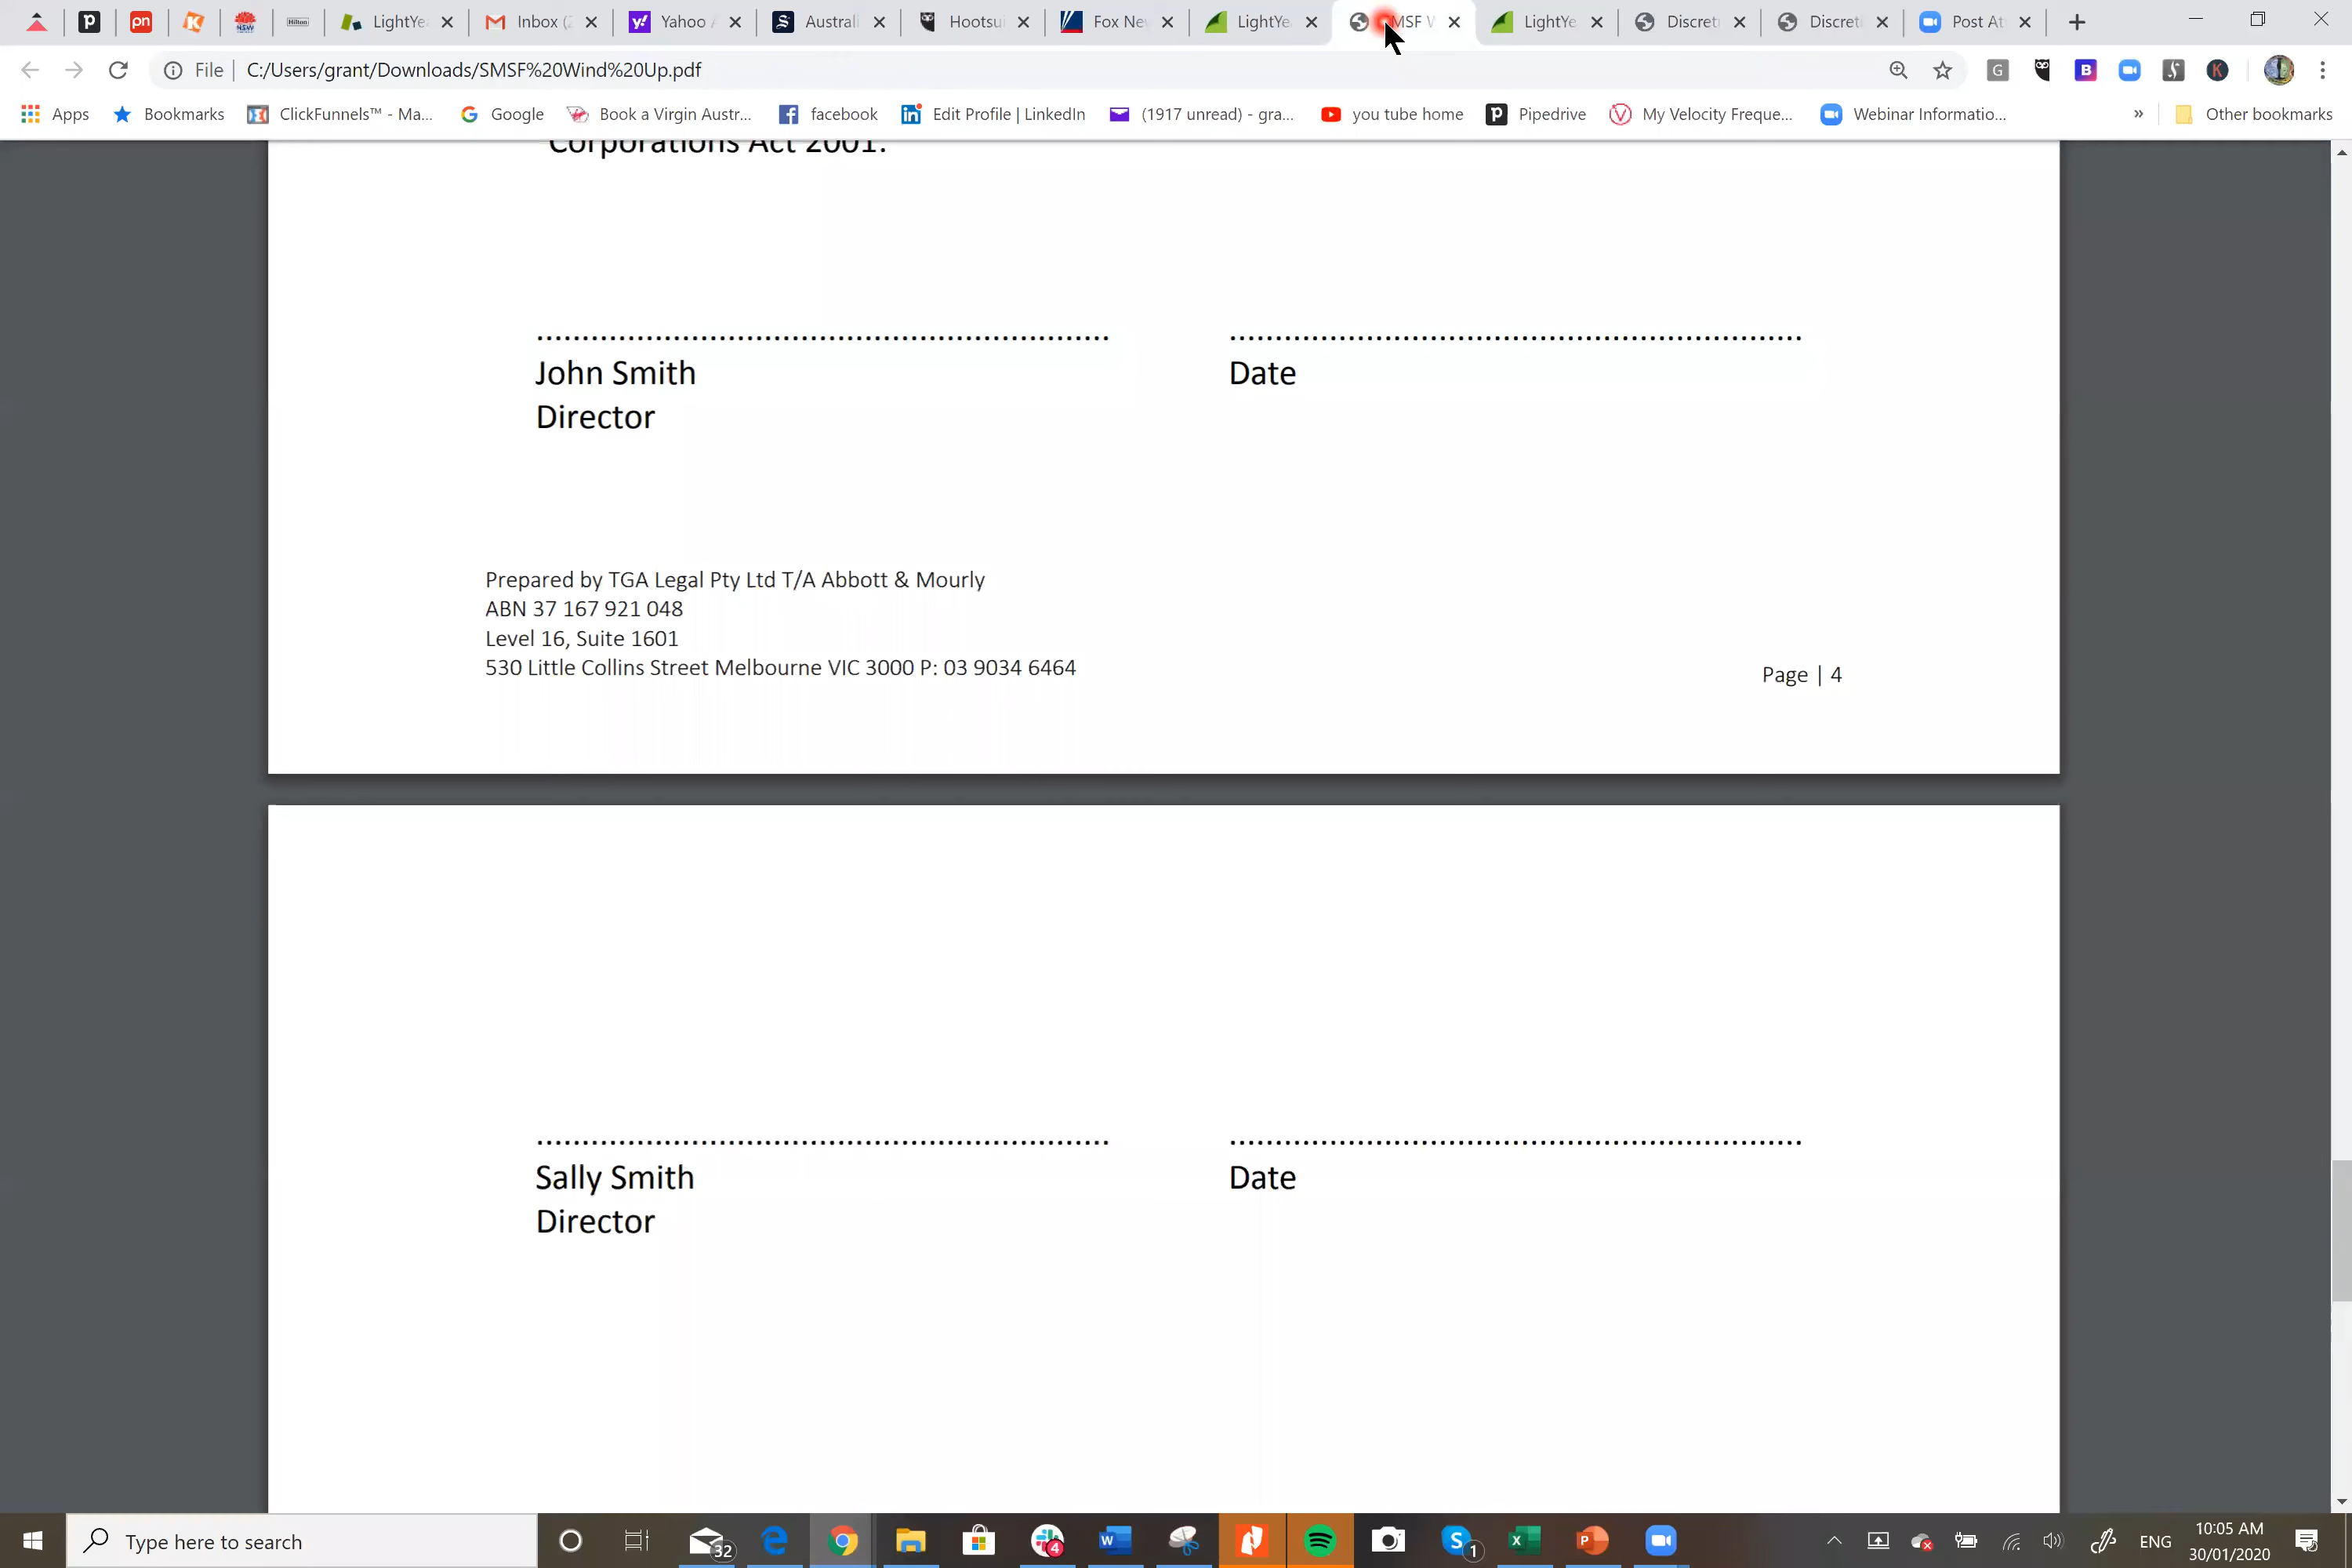 LightYe
Inbox (
Yahoo A
Australi
Hootsu
Fox Nev
LightYe
MSF W
LightYe
Discret
Discret
Post At
File | C:/Users/grant/Downloads/SMSF%20Wind%20Up.pdf
Apps Bookmarks ClickFunnels™ - Ma... Google Book a Virgin Austr... facebook Edit Profile | LinkedIn (1917 unread) - gra... you tube home Pipedrive My Velocity Freque... Webinar Informatio... » Other bookmarks
Corporations Act 2001.
John Smith Date
Director
Prepared by TGA Legal Pty Ltd T/A Abbott & Mourly
ABN 37 167 921 048
Level 16, Suite 1601
530 Little Collins Street Melbourne VIC 3000 P: 03 9034 6464
Page | 4
Sally Smith Date
Director
Type here to search
32
4
1
ENG
10:05 AM
30/01/2020